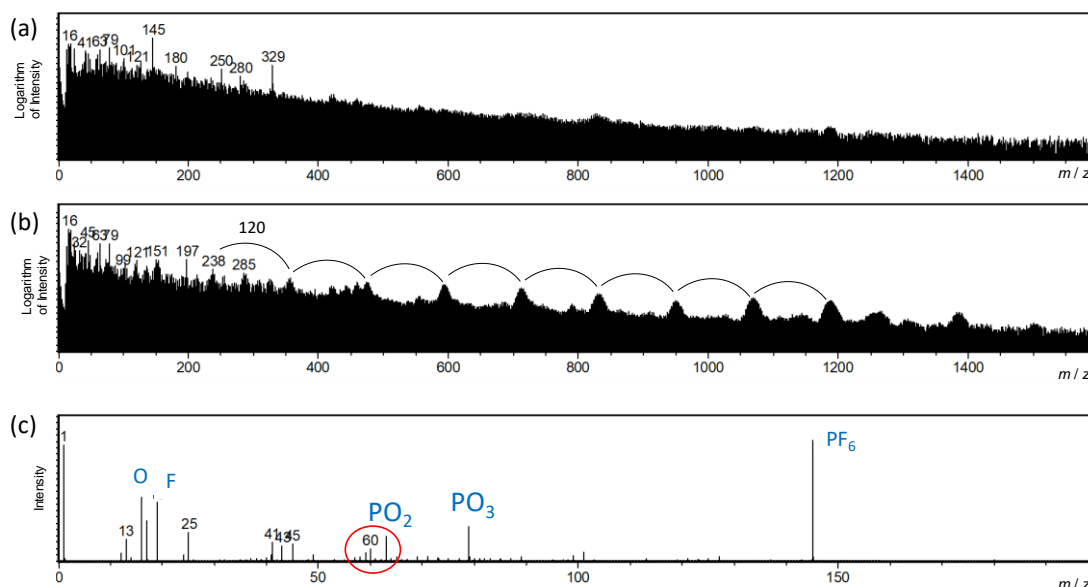 (a)
Logarithm
of Intensity
16 41 63 79 101 121 145 180 250 280 329
0 200 400 600 800 1000 1200 1400
m / z
(b)
Logarithm
of Intensity
16 32 45 63 79 99 121 151 197 238 285
120
0 200 400 600 800 1000 1200 1400
m / z
(c)
Intensity
1 13 O F 25 41 43 45 60 PO2 PO3 PF6
0 50 100 150
m / z